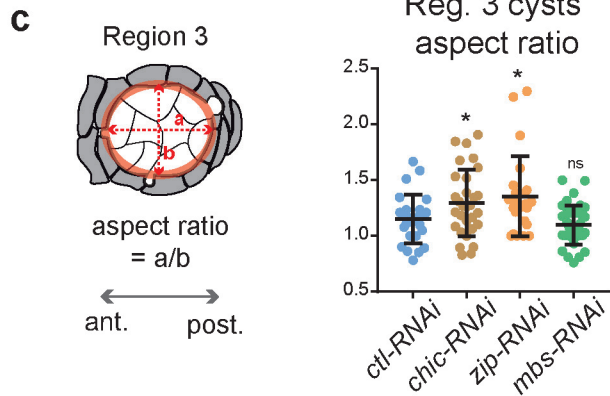 c
Region 3
a
b
aspect ratio
= a/b
ant. post.
Reg. 3 cysts
aspect ratio
2.5
2.0
1.5
1.0
0.5
*
*
ns
ctl-RNAi
chic-RNAi
zip-RNAi
mbs-RNAi